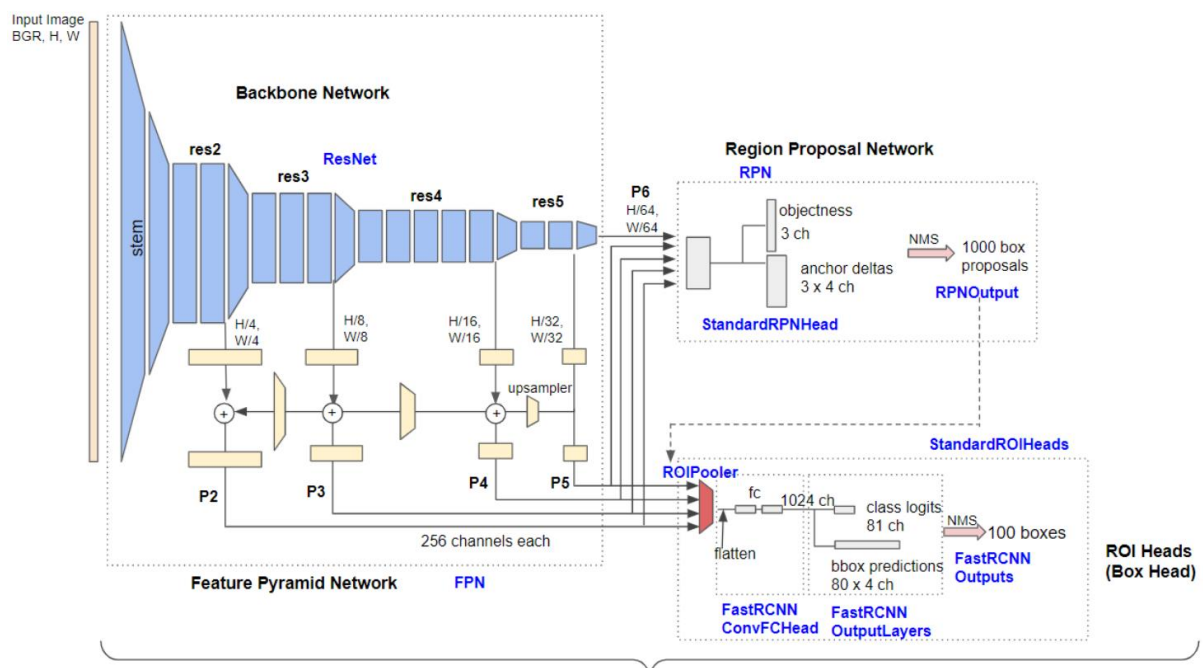 Input Image
BGR, H, W
Backbone Network
res2
ResNet
res3
res4
res5
stem
P6
H/64,
W/64
Region Proposal Network
RPN
objectness
3 ch
anchor deltas
3 x 4 ch
NMS
1000 box
proposals
RPNOutput
StandardRPNHead
H/4,
W/4
H/8,
W/8
H/16,
W/16
H/32,
W/32
upsampler
+
+
+
P2
P3
P4
P5
256 channels each
Feature Pyramid Network
FPN
StandardROIHeads
ROIPooler
fc
1024 ch
flatten
class logits
81 ch
bbox predictions
80 x 4 ch
NMS
100 boxes
FastRCNN
Outputs
FastRCNN
ConvFCHead
FastRCNN
OutputLayers
ROI Heads
(Box Head)